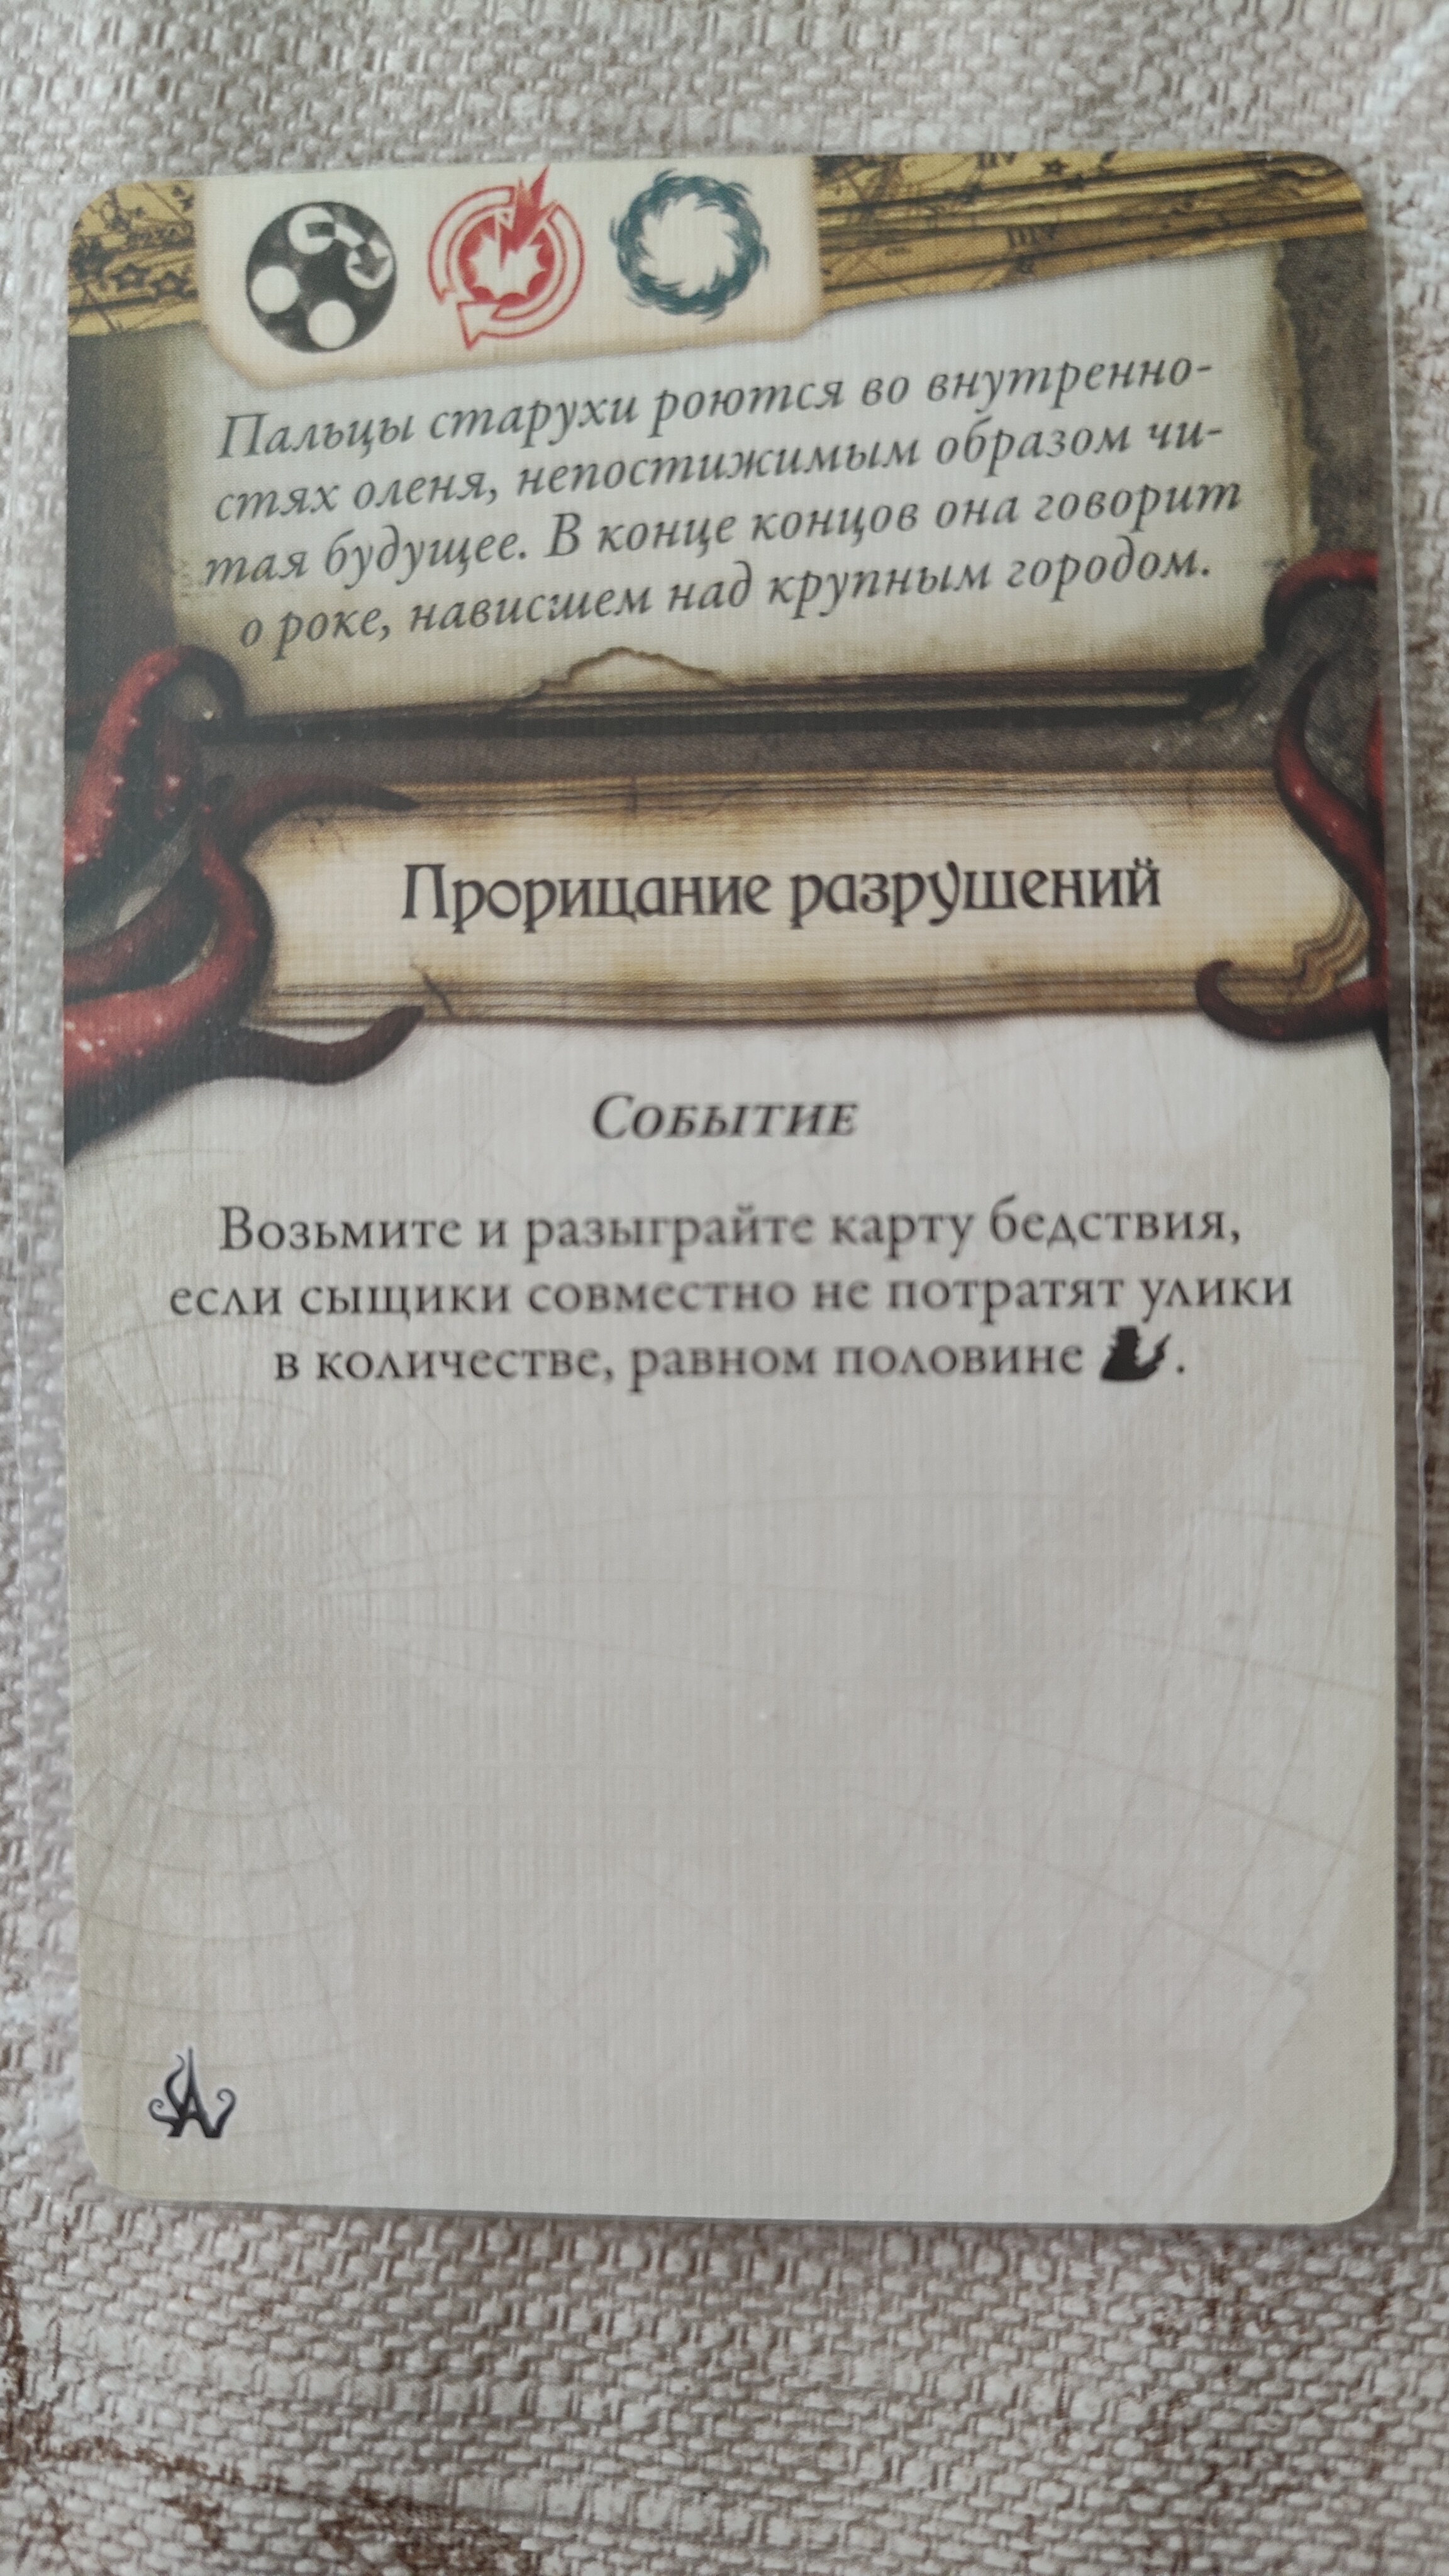 Пальцы старухи роются во внутренно-
стях оленя, непостижимым образом чи-
тая будущее. В конце концов она говорит
о роке, нависшем над крупным городом.
Прорицание разрушений
Событие
Возьмите и разыграйте карту бедствия,
если сыщики совместно не потратят улики
в количестве, равном половине .